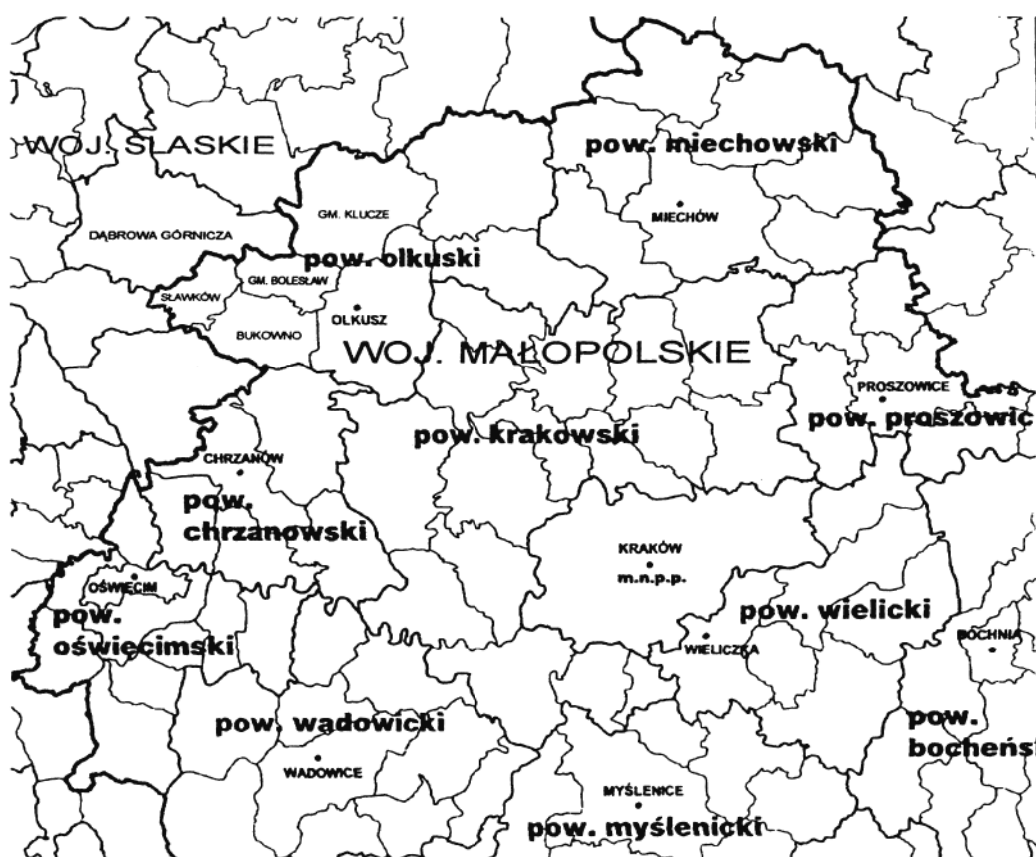 WOJ. ŚLASKIE
pow. miechowski
GM. KLUCZE
MIECHÓW
DĄBROWA GÓRNICZA
pow. olkuski
GM. BOLESŁAW
SŁAWKÓW
OLKUSZ
BUKOWNO
WOJ. MAŁOPOLSKIE
PROSZOWICE
pow. proszowic
pow. krakowski
CHRZANÓW
pow.
chrzanowski
KRAKÓW
m.n.p.p.
OŚWIĘCIM
pow.
oświęcimski
pow. wielicki
BOCHNIA
WIELICZKA
pow. wadowicki
pow.
bocheńs
WADOWICE
MYŚLENICE
pow. myślenicki